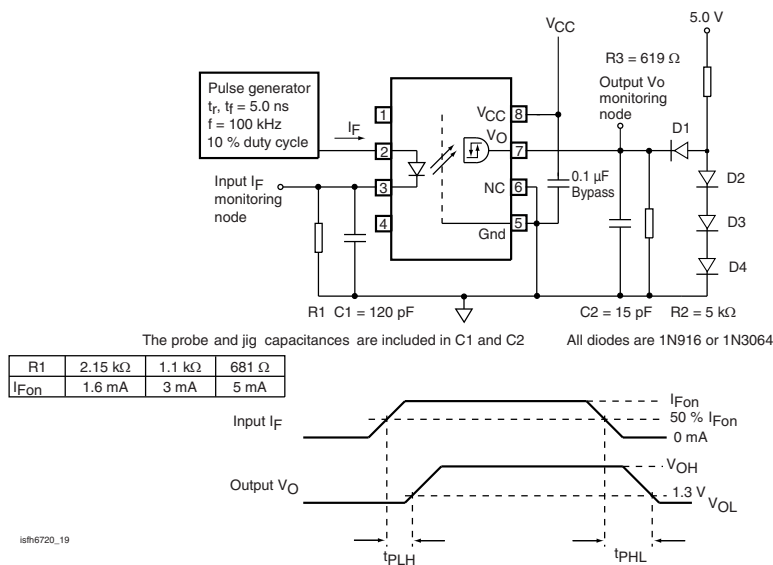 VCC
5.0 V
R3 = 619 Ω
Output Vo
monitoring
node
Pulse generator
tr, tf = 5.0 ns
f = 100 kHz
10 % duty cycle
IF
1
2
3
4
VCC
VO
NC
Gnd
8
7
6
5
D1
D2
D3
D4
0.1 µF
Bypass
Input IF
monitoring
node
R1
C1 = 120 pF
C2 = 15 pF
R2 = 5 kΩ
The probe and jig capacitances are included in C1 and C2
All diodes are 1N916 or 1N3064
R1 2.15 kΩ 1.1 kΩ 681 Ω
IFon 1.6 mA 3 mA 5 mA
Input IF
IFon
50 % IFon
0 mA
Output VO
VOH
1.3 V
VOL
tPLH
tPHL
isfh6720_19